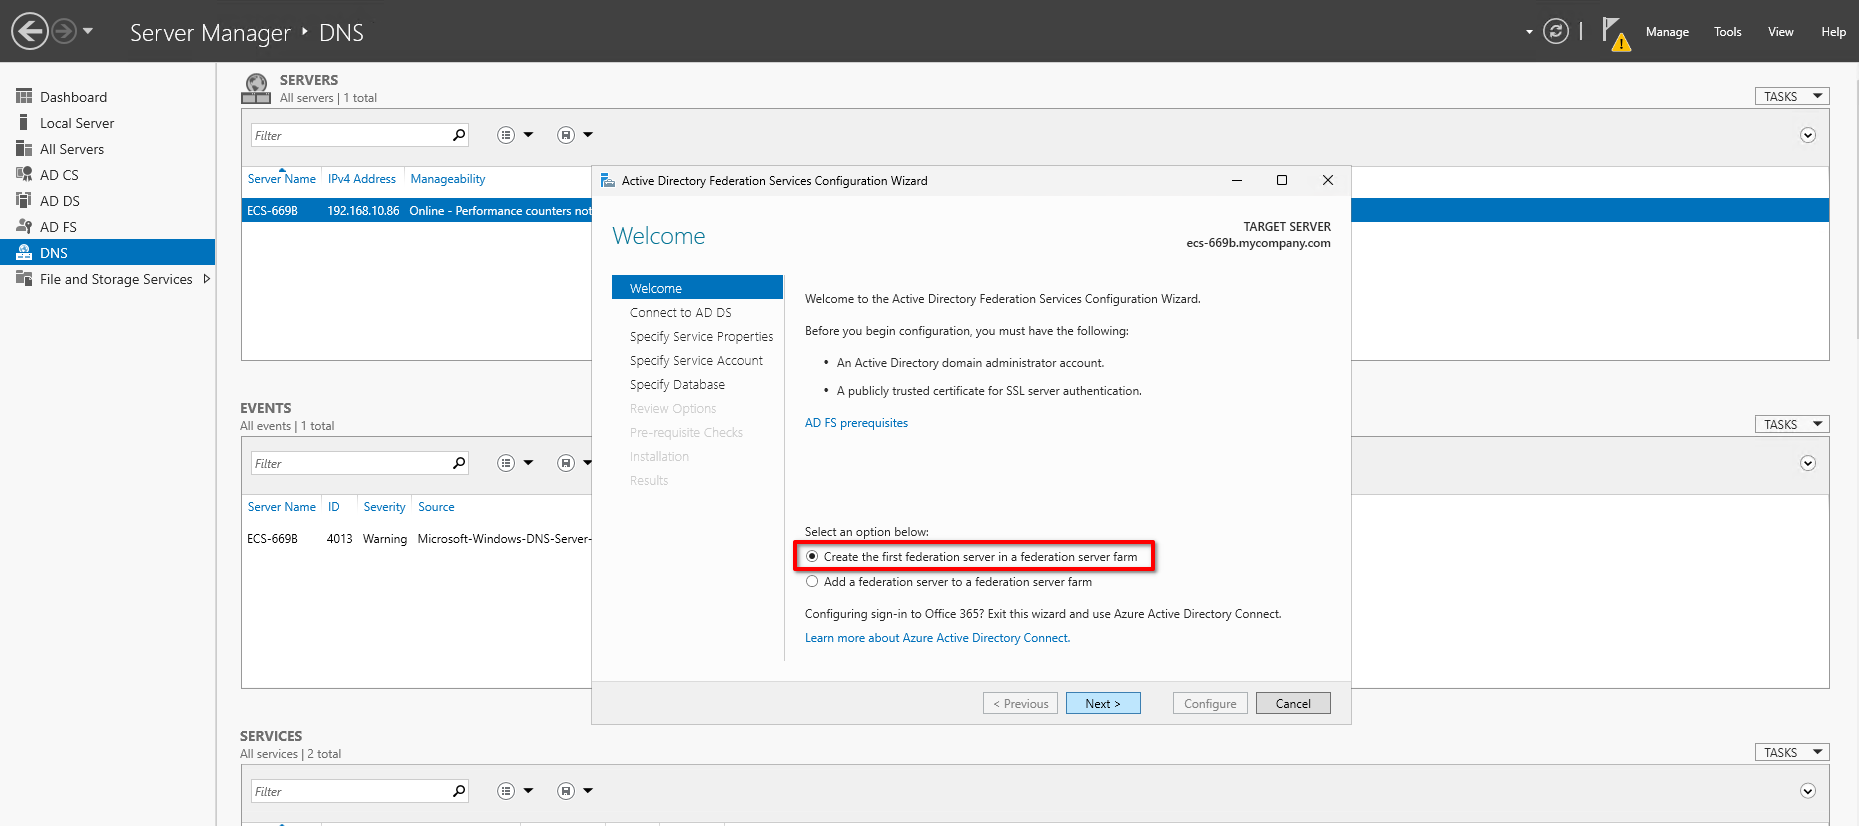 Server Manager ‣ DNS
Manage
Tools
View
Help
Dashboard
Local Server
All Servers
AD CS
AD DS
AD FS
DNS
File and Storage Services
SERVERS
All servers | 1 total
TASKS
Filter
Server Name
IPv4 Address
Manageability
ECS-669B
192.168.10.86
Online - Performance counters not
EVENTS
All events | 1 total
TASKS
Filter
Server Name
ID
Severity
Source
ECS-669B
4013
Warning
Microsoft-Windows-DNS-Server-
SERVICES
All services | 2 total
TASKS
Filter
Active Directory Federation Services Configuration Wizard
Welcome
TARGET SERVER
ecs-669b.mycompany.com
Welcome
Connect to AD DS
Specify Service Properties
Specify Service Account
Specify Database
Review Options
Pre-requisite Checks
Installation
Results
Welcome to the Active Directory Federation Services Configuration Wizard.
Before you begin configuration, you must have the following:
• An Active Directory domain administrator account.
• A publicly trusted certificate for SSL server authentication.
AD FS prerequisites
Select an option below:
Create the first federation server in a federation server farm
Add a federation server to a federation server farm
Configuring sign-in to Office 365? Exit this wizard and use Azure Active Directory Connect.
Learn more about Azure Active Directory Connect.
< Previous
Next >
Configure
Cancel